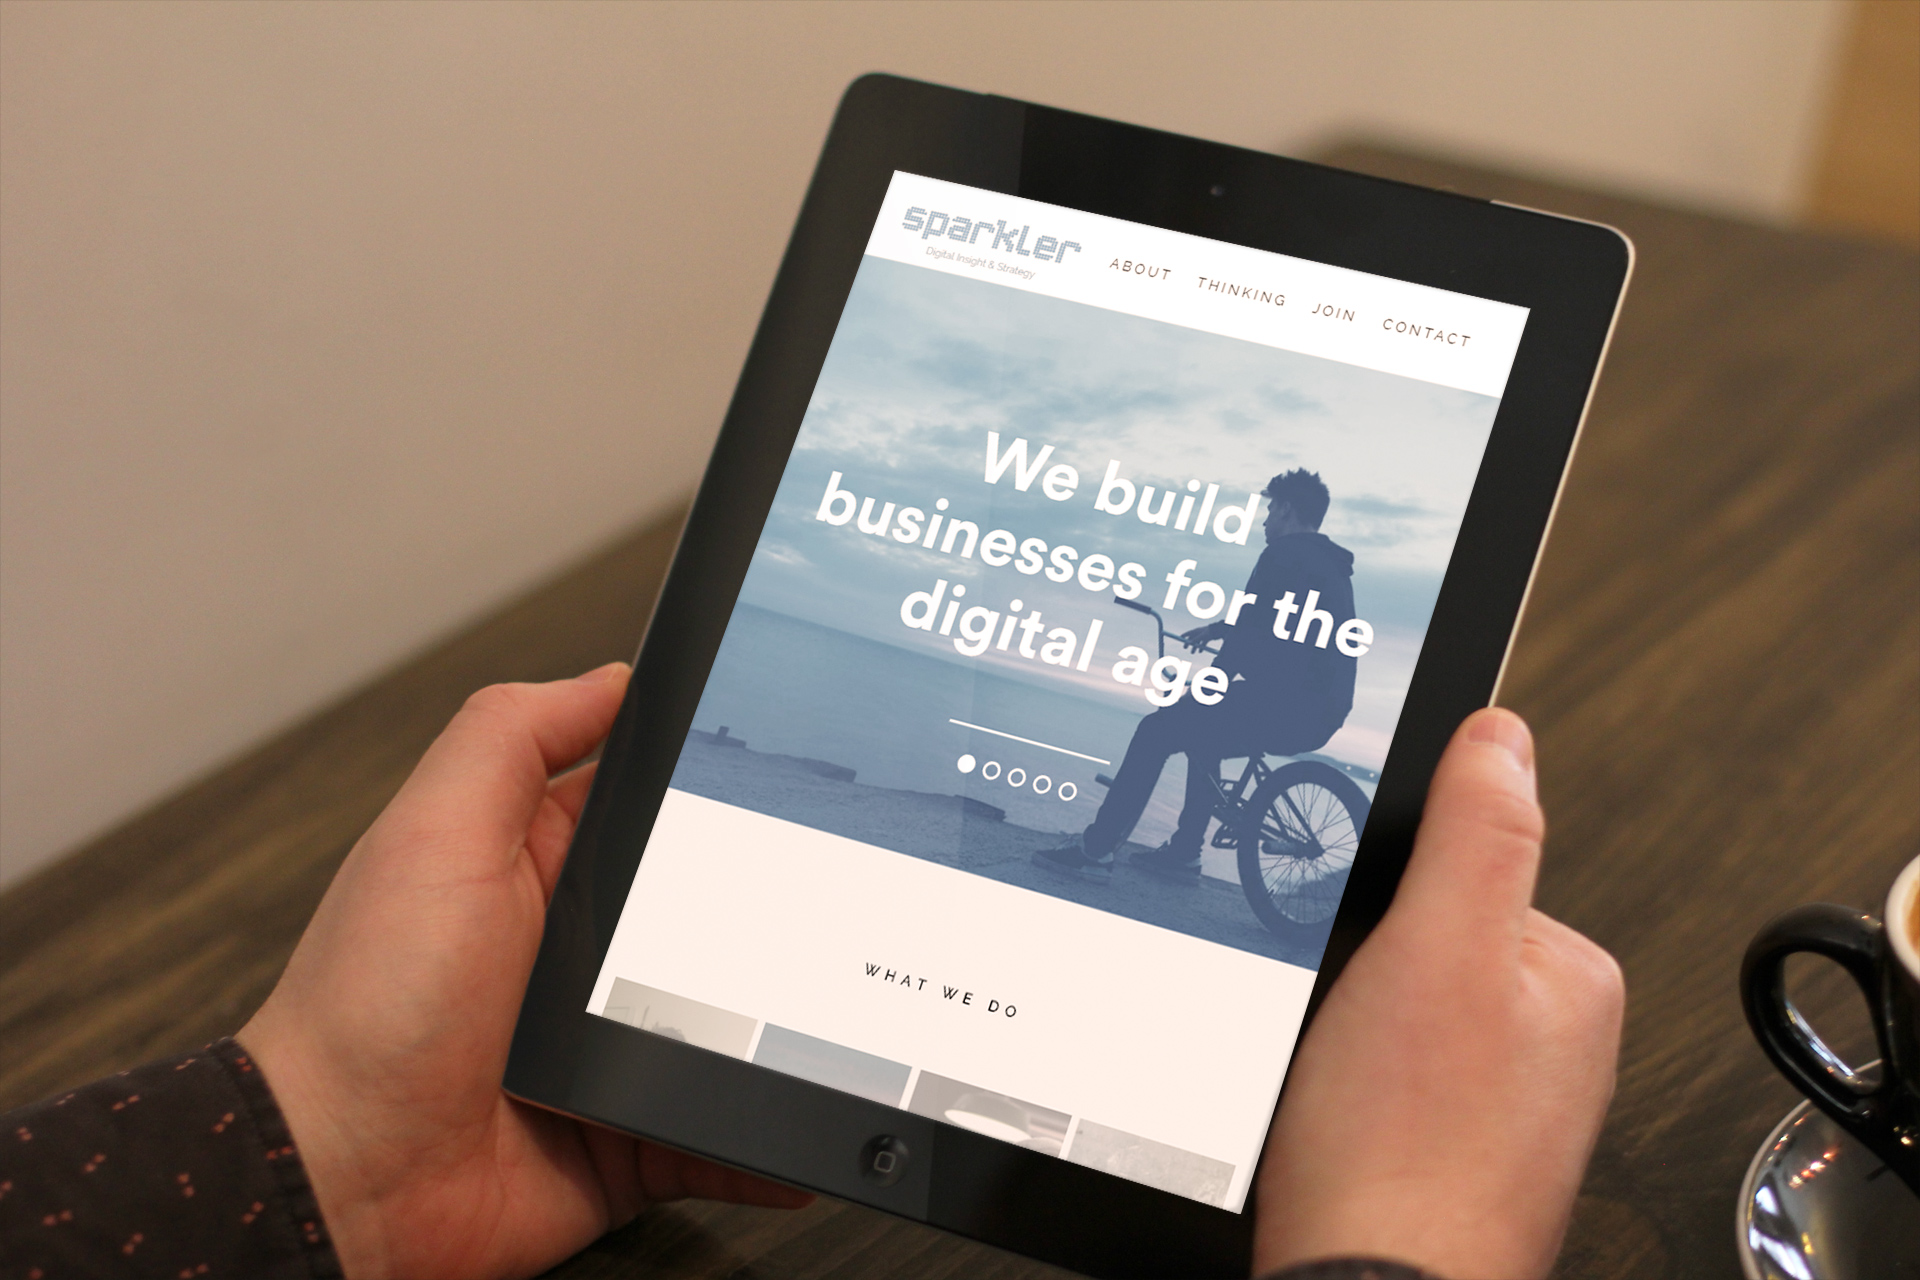 sparkler
Digital Insight & Strategy
ABOUT THINKING JOIN CONTACT
We build
businesses for the
digital age
WHAT WE DO